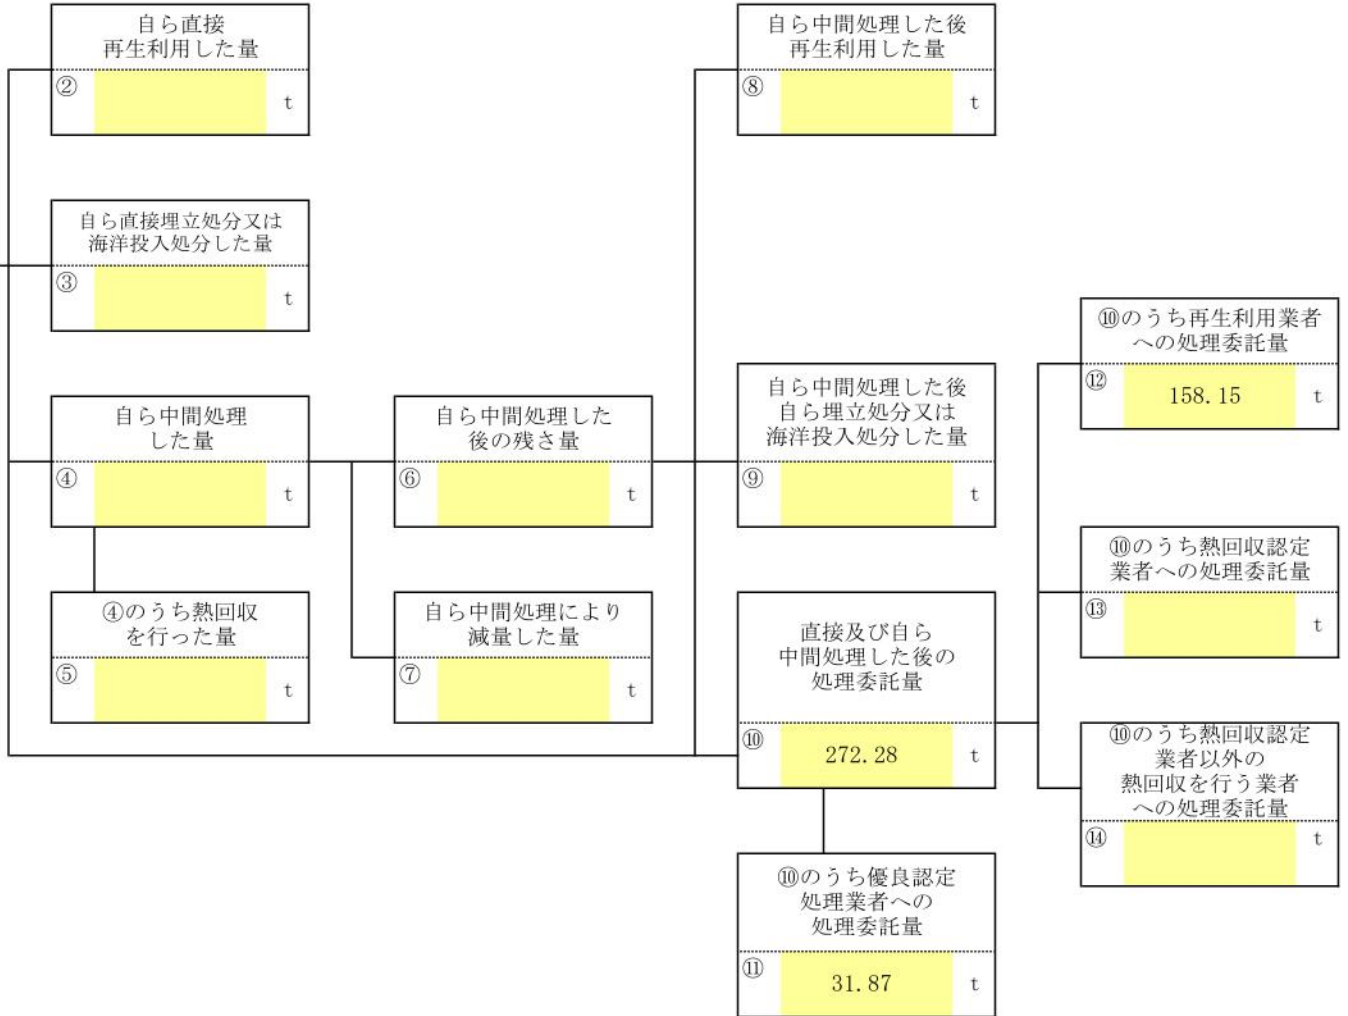 自ら直接
再生利用した量
② t
自ら中間処理した後
再生利用した量
⑧ t
自ら直接埋立処分又は
海洋投入処分した量
③ t
⑩のうち再生利用業者
への処理委託量
⑫ 158.15 t
自ら中間処理
した量
④ t
自ら中間処理した
後の残さ量
⑥ t
自ら中間処理した後
自ら埋立処分又は
海洋投入処分した量
⑨ t
⑩のうち熱回収認定
業者への処理委託量
⑬ t
④のうち熱回収
を行った量
⑤ t
自ら中間処理により
減量した量
⑦ t
直接及び自ら
中間処理した後の
処理委託量
⑩ 272.28 t
⑩のうち熱回収認定
業者以外の
熱回収を行う業者
への処理委託量
⑭ t
⑩のうち優良認定
処理業者への
処理委託量
⑪ 31.87 t